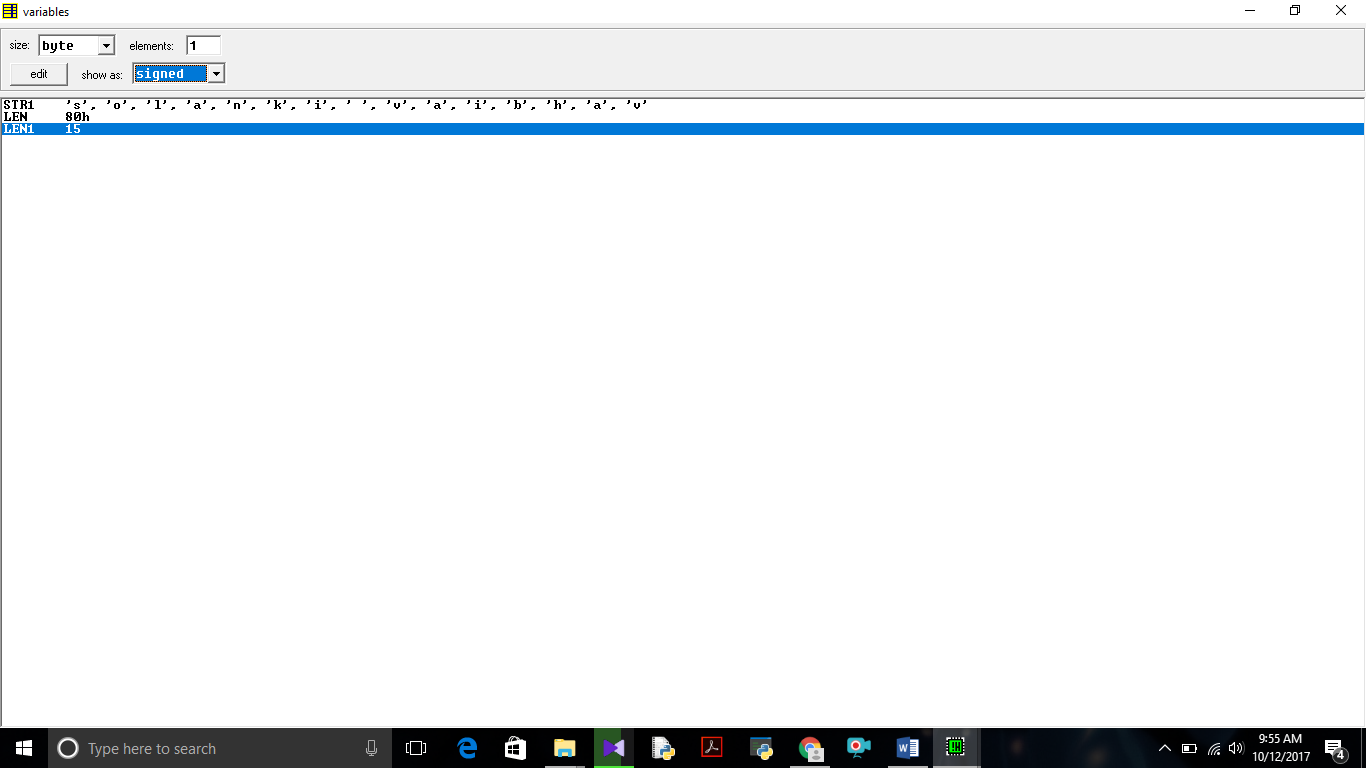 variables
size: byte elements: 1
edit show as: signed
STR1 's', 'o', 'l', 'a', 'n', 'k', 'i', ' ', 'v', 'a', 'i', 'b', 'h', 'a', 'v'
LEN 80h
LEN1 15
Type here to search
9:55 AM
10/12/2017
4